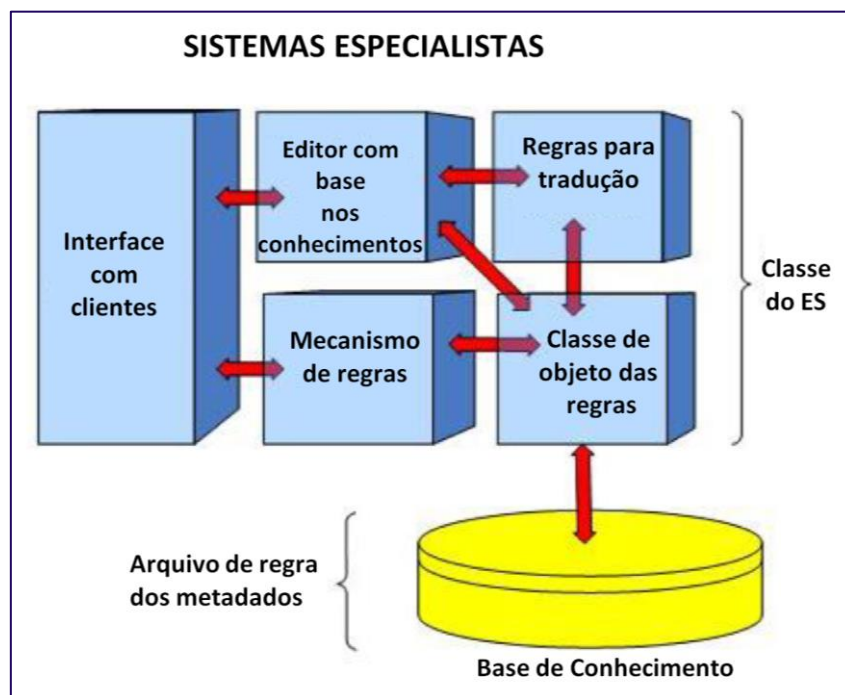 SISTEMAS ESPECIALISTAS
Interface
com
clientes
Editor com
base
nos
conhecimentos
Regras para
tradução
Mecanismo
de regras
Classe de
objeto das
regras
Classe
do ES
Arquivo de regra
dos metadados
Base de Conhecimento